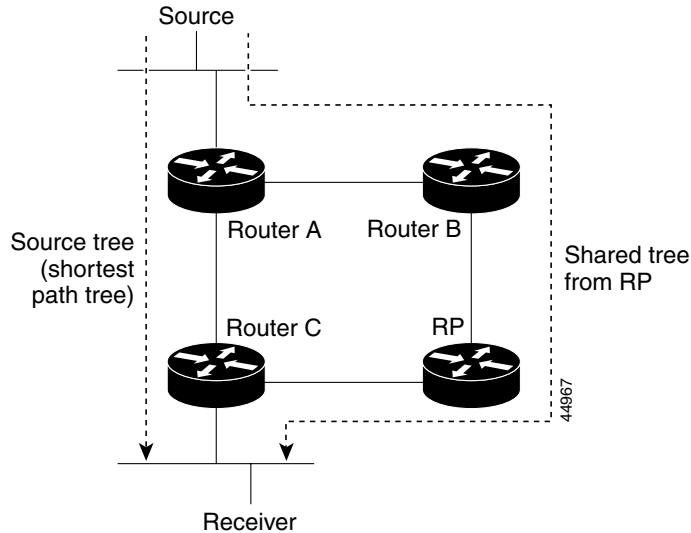 Source
Router A
Router B
Source tree
(shortest
path tree)
Shared tree
from RP
Router C
RP
44967
Receiver